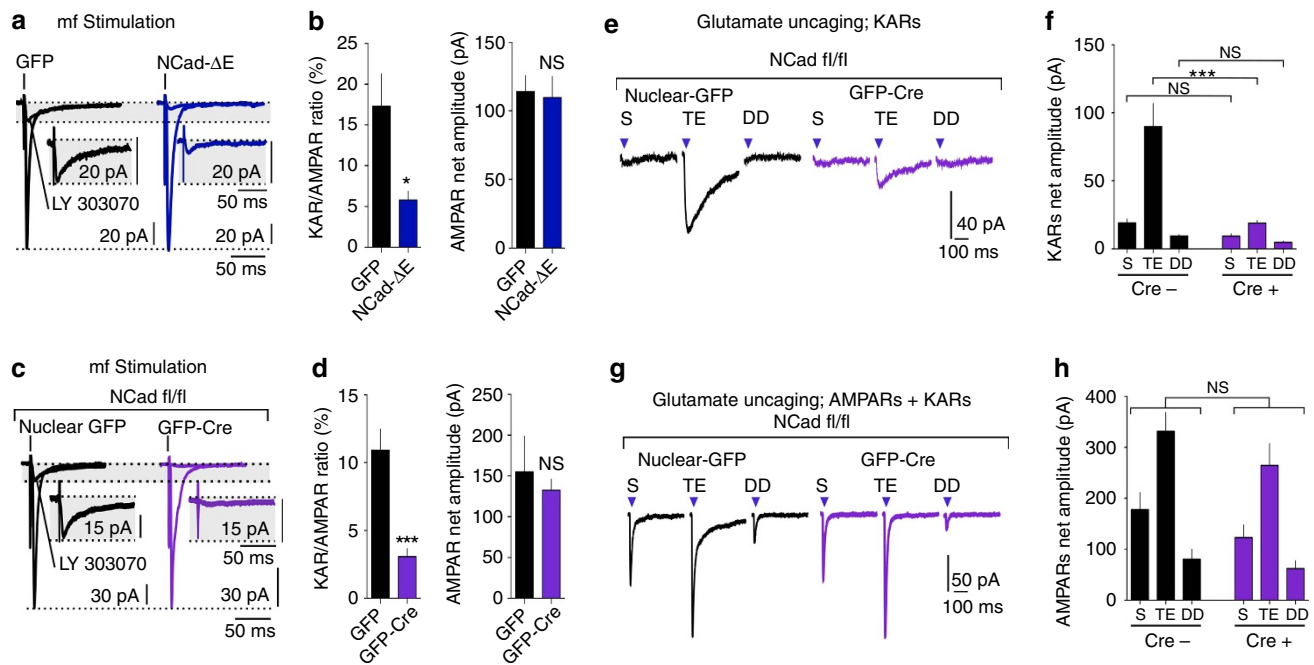 a
mf Stimulation
GFP
NCad-ΔE
20 pA
20 pA
50 ms
LY 303070
20 pA
20 pA
50 ms
b
KAR/AMPAR ratio (%)
25
20
15
10
5
0
*
GFP
NCad-ΔE
AMPAR net amplitude (pA)
150
100
50
0
NS
GFP
NCad-ΔE
c
mf Stimulation
NCad fl/fl
Nuclear GFP
GFP-Cre
15 pA
15 pA
50 ms
LY 303070
30 pA
30 pA
50 ms
d
KAR/AMPAR ratio (%)
15
10
5
0
***
GFP
GFP-Cre
AMPAR net amplitude (pA)
250
200
150
100
50
0
NS
GFP
GFP-Cre
e
Glutamate uncaging; KARs
NCad fl/fl
Nuclear-GFP
GFP-Cre
S TE DD S TE DD
40 pA
100 ms
f
KARs net amplitude (pA)
150
100
50
0
NS
***
NS
S TE DD S TE DD
Cre – Cre +
g
Glutamate uncaging; AMPARs + KARs
NCad fl/fl
Nuclear-GFP
GFP-Cre
S TE DD S TE DD
50 pA
100 ms
h
AMPARs net amplitude (pA)
400
300
200
100
0
NS
S TE DD S TE DD
Cre – Cre +